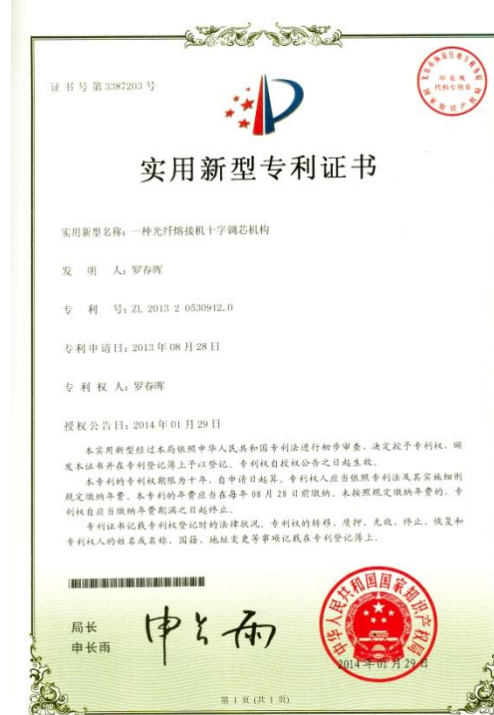 证书号第3387203号
印花税
代扣专用章
实用新型专利证书
实用新型名称：一种光纤熔接机十字调芯机构
发 明 人：罗春晖
专 利 号：ZL 2013 2 0530912.0
专利申请日：2013年08月28日
专 利 权 人：罗春晖
授权公告日：2014年01月29日
本实用新型经过本局依照中华人民共和国专利法进行初步审查，决定授予专利权，颁
发本证书并在专利登记簿上予以登记。专利权自授权公告之日起生效。
本专利的专利权期限为十年，自申请日起算。专利权人应当依照专利法及其实施细则
规定缴纳年费。本专利的年费应当在每年08月28日前缴纳。未按照规定缴纳年费的，专
利权自应当缴纳年费期满之日起终止。
专利证书记载专利权登记时的法律状况。专利权的转移、质押、无效、终止、恢复和
专利权人的姓名或名称、国籍、地址变更等事项记载在专利登记簿上。
局长
申长雨
申长雨
中华人民共和国国家知识产权局
2014年01月29日
第 1 页 (共 1 页)